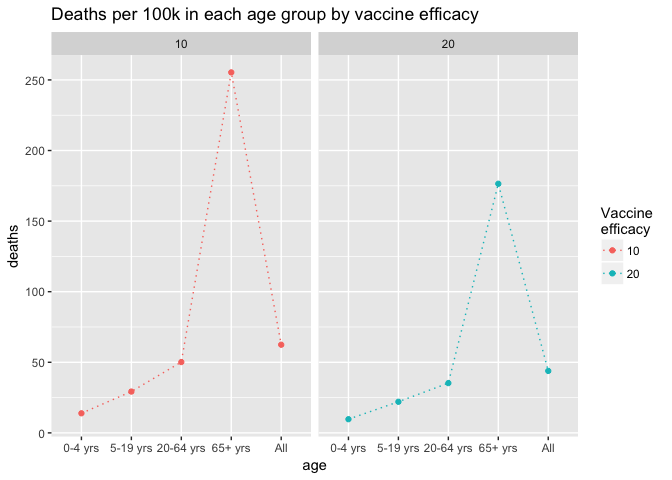 Deaths per 100k in each age group by vaccine efficacy
10
20
250
200
150
100
50
0
deaths
0-4 yrs 5-19 yrs 20-64 yrs 65+ yrs All
0-4 yrs 5-19 yrs 20-64 yrs 65+ yrs All
age
Vaccine
efficacy
10
20